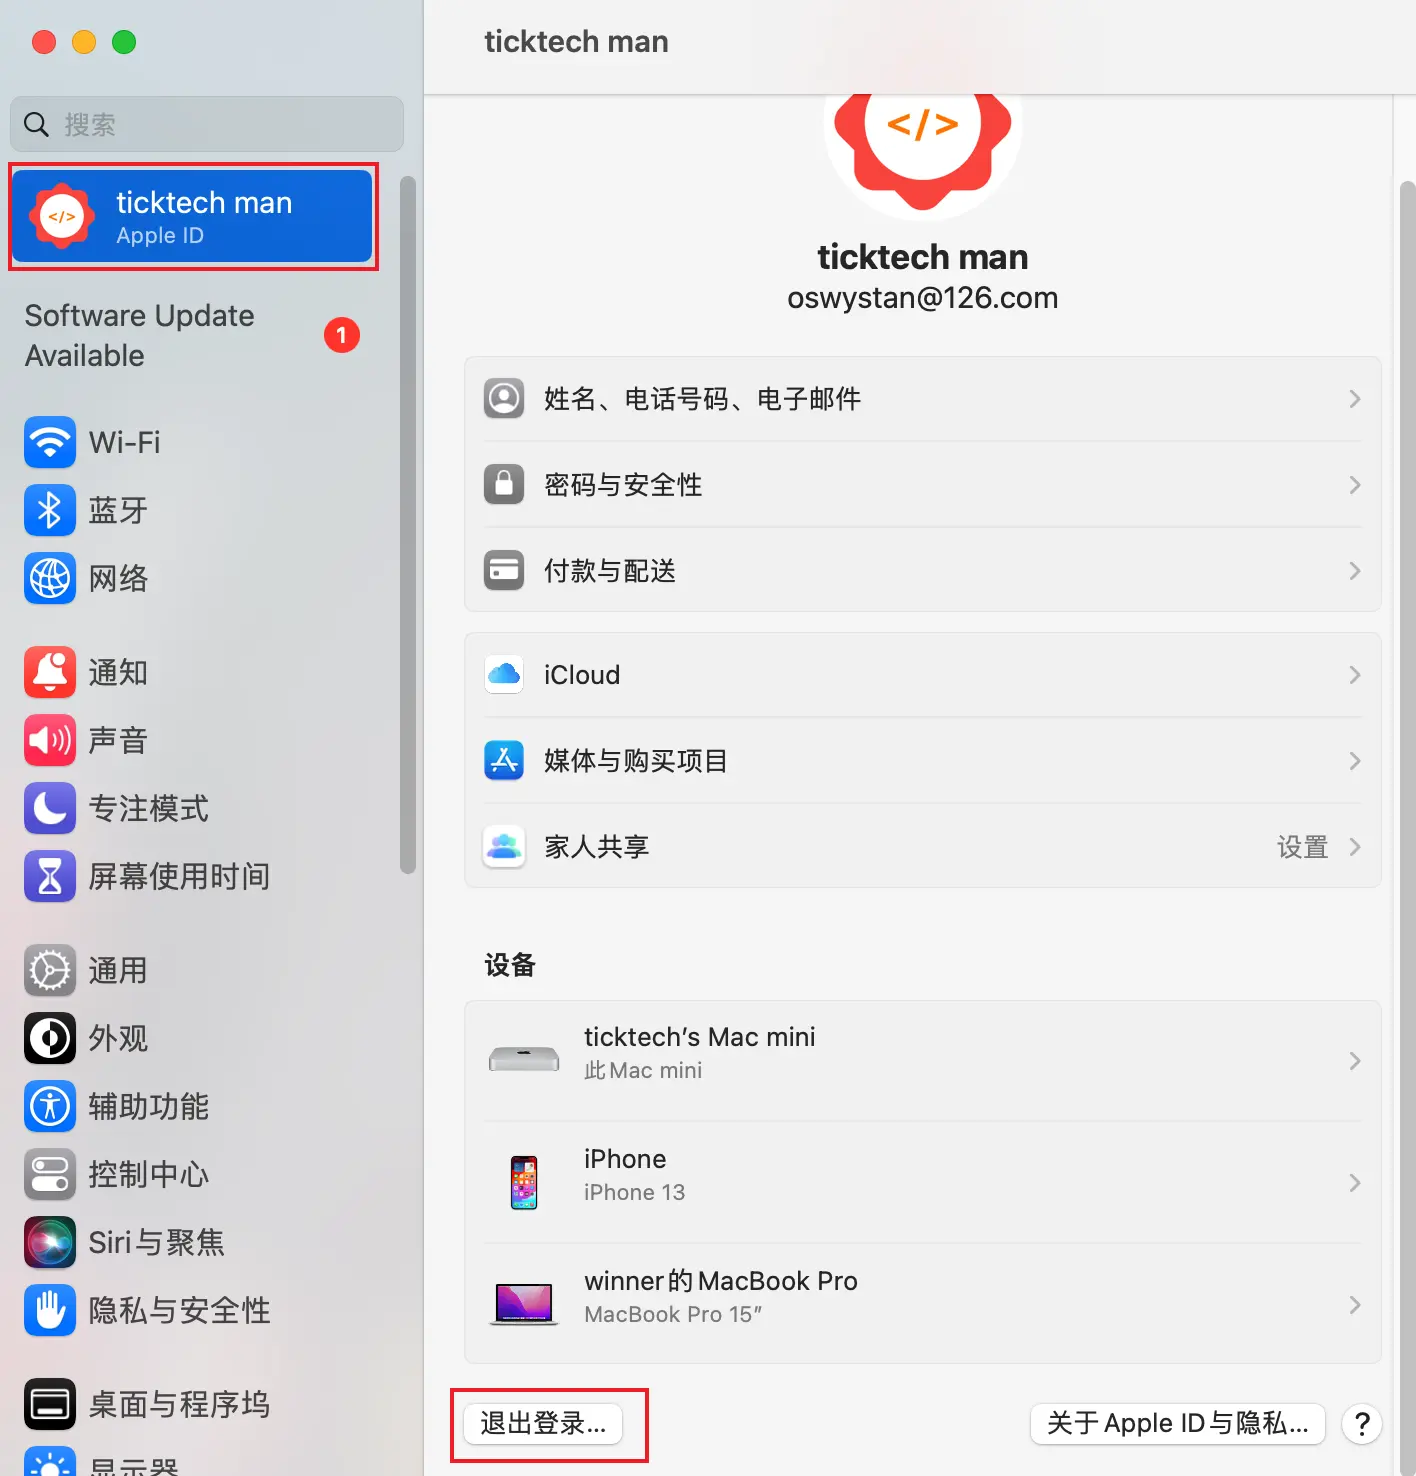 ticktech man
搜索
</>
ticktech man
Apple ID
Software Update
Available
1
Wi-Fi
蓝牙
网络
通知
声音
专注模式
屏幕使用时间
通用
外观
辅助功能
控制中心
Siri与聚焦
隐私与安全性
桌面与程序坞
显示器
</>
ticktech man
oswystan@126.com
姓名、电话号码、电子邮件
密码与安全性
付款与配送
iCloud
媒体与购买项目
家人共享 设置
设备
ticktech’s Mac mini
此Mac mini
iPhone
iPhone 13
winner的MacBook Pro
MacBook Pro 15”
退出登录...
关于Apple ID与隐私...
?